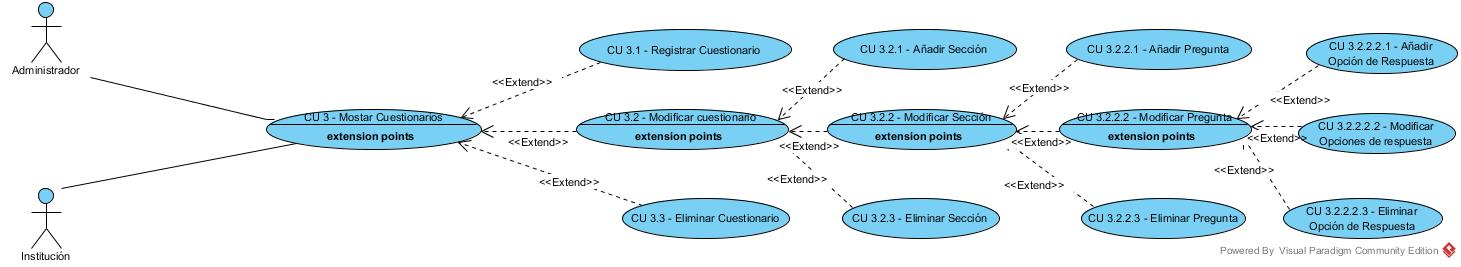 Administrador
Institución
CU 3 - Mostar Cuestionarios
extension points
<<Extend>>
<<Extend>>
<<Extend>>
CU 3.1 - Registrar Cuestionario
CU 3.2 - Modificar cuestionario
extension points
CU 3.3 - Eliminar Cuestionario
<<Extend>>
<<Extend>>
<<Extend>>
CU 3.2.1 - Añadir Sección
CU 3.2.2 - Modificar Sección
extension points
CU 3.2.3 - Eliminar Sección
<<Extend>>
<<Extend>>
<<Extend>>
CU 3.2.2.1 - Añadir Pregunta
CU 3.2.2.2 - Modificar Pregunta
extension points
CU 3.2.2.3 - Eliminar Pregunta
<<Extend>>
<<Extend>>
<<Extend>>
CU 3.2.2.2.1 - Añadir
Opción de Respuesta
CU 3.2.2.2.2 - Modificar
Opciones de respuesta
CU 3.2.2.2.3 - Eliminar
Opción de Respuesta
Powered By Visual Paradigm Community Edition